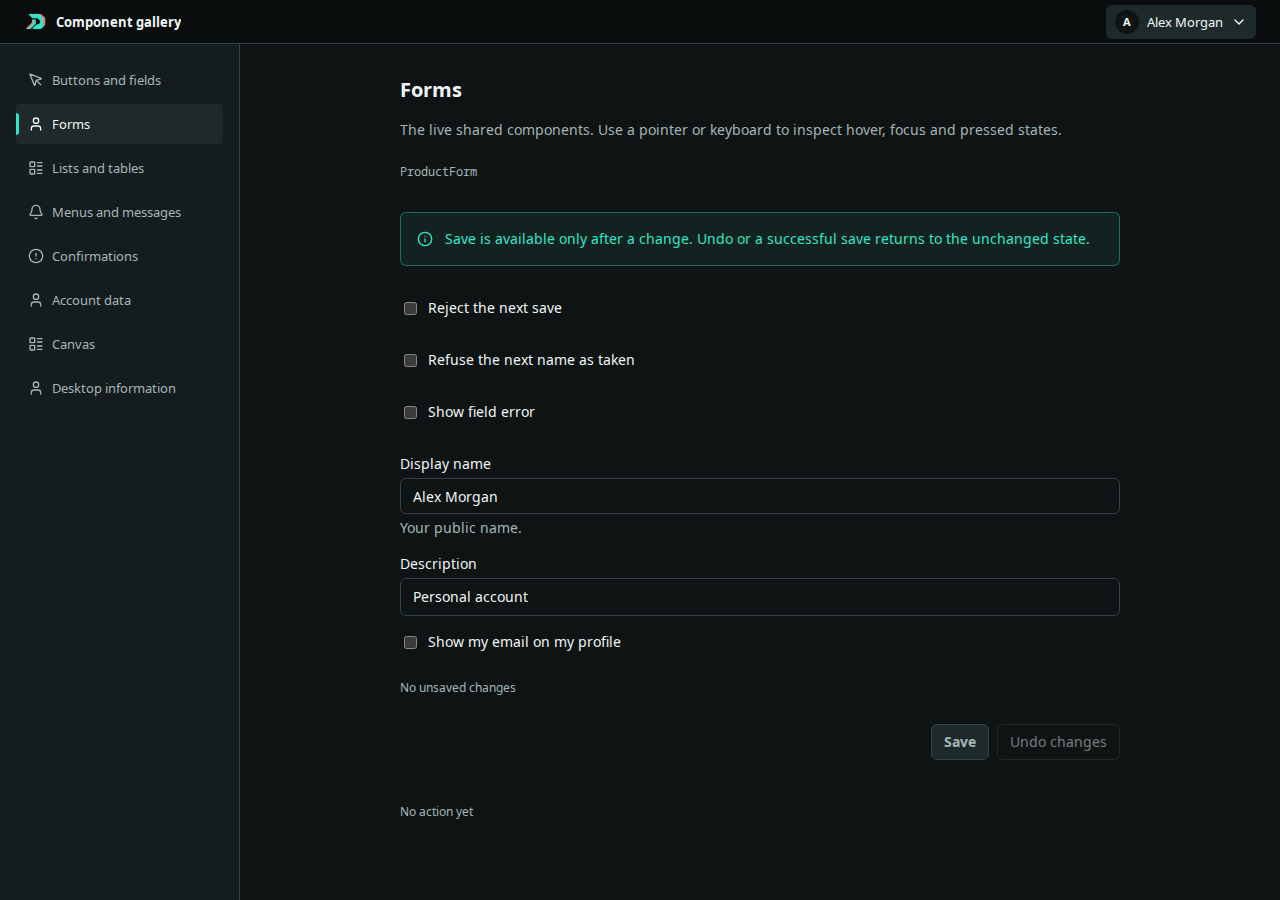 Component gallery
A Alex Morgan
Buttons and fields
Forms
Lists and tables
Menus and messages
Confirmations
Account data
Canvas
Desktop information
Forms
The live shared components. Use a pointer or keyboard to inspect hover, focus and pressed states.
ProductForm
Save is available only after a change. Undo or a successful save returns to the unchanged state.
Reject the next save
Refuse the next name as taken
Show field error
Display name
Alex Morgan
Your public name.
Description
Personal account
Show my email on my profile
No unsaved changes
Save Undo changes
No action yet